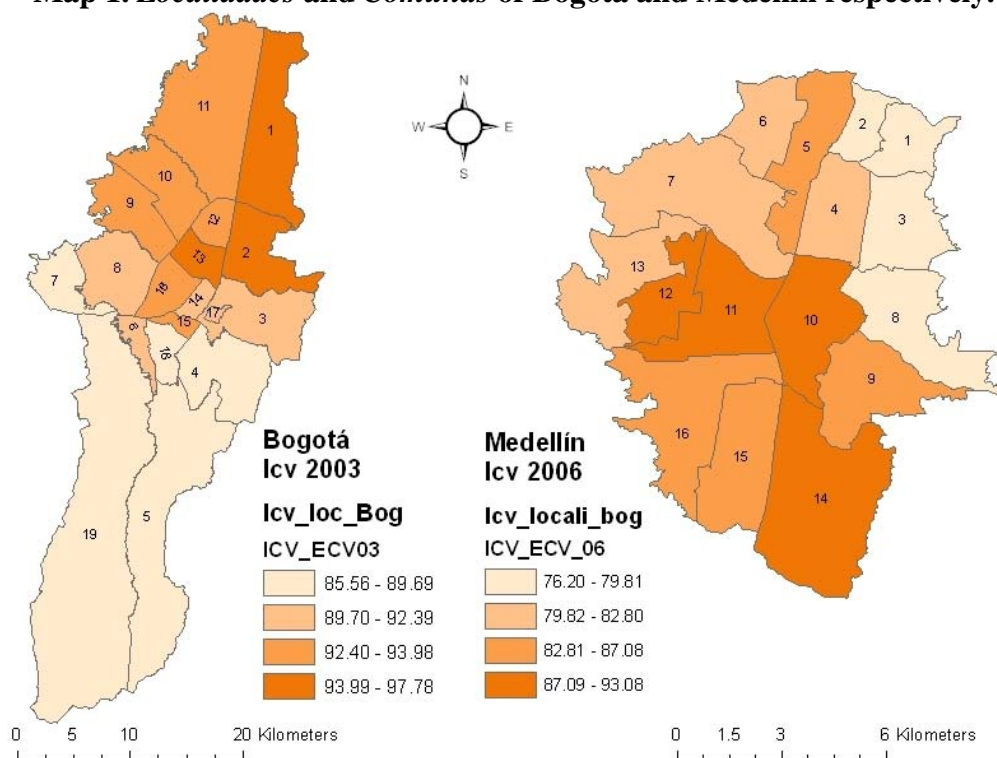 Map 1. Localidades and Comunas of Bogotá and Medellín respectively.
N
W E
S
11
1
10
9
12
13
2
7
8
16
14
17
15
3
6
18
4
19
5
6
5
2
1
7
4
3
13
12
11
10
8
9
16
15
14
Bogotá
Icv 2003
Icv_loc_Bog
ICV_ECV03
85.56 - 89.69
89.70 - 92.39
92.40 - 93.98
93.99 - 97.78
Medellín
Icv 2006
Icv_locali_bog
ICV_ECV_06
76.20 - 79.81
79.82 - 82.80
82.81 - 87.08
87.09 - 93.08
0 5 10 20 Kilometers
0 1.5 3 6 Kilometers